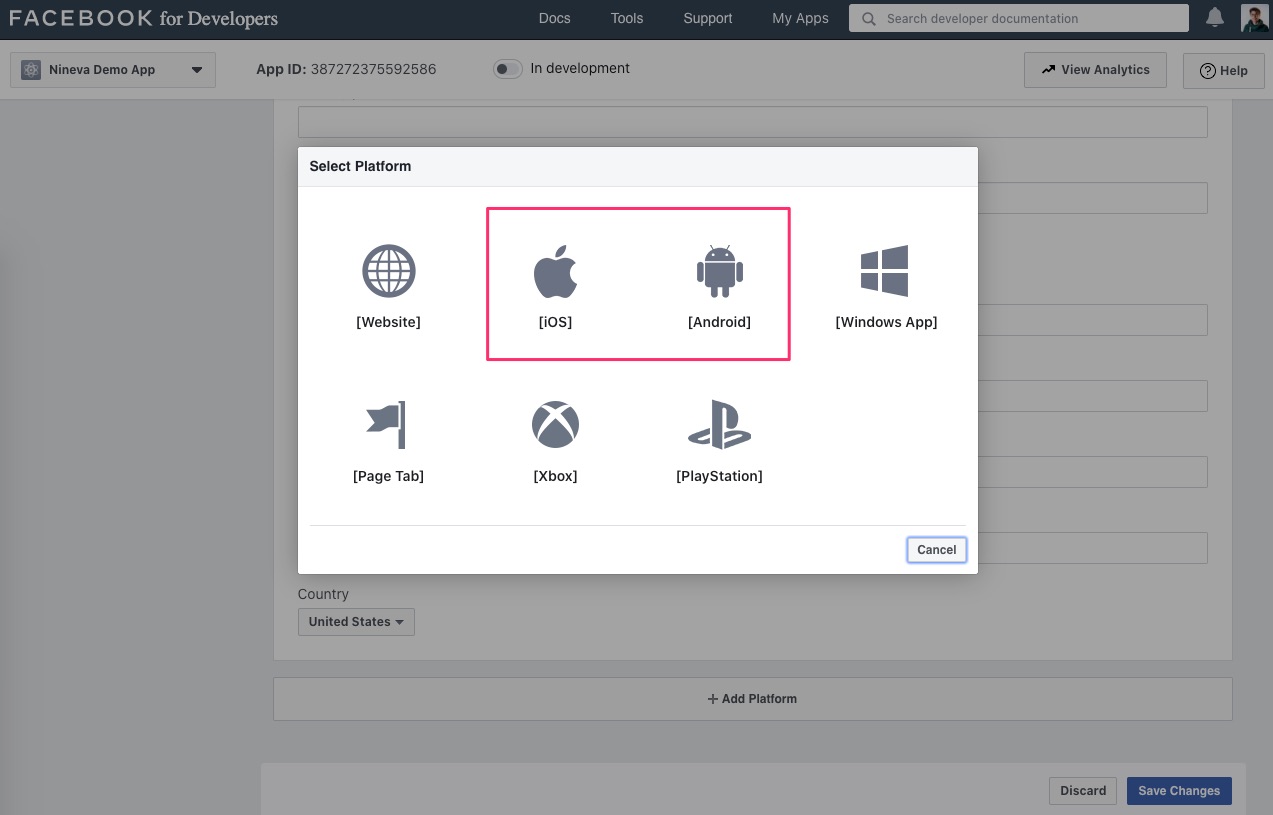 FACEBOOK for Developers
Docs
Tools
Support
My Apps
Search developer documentation
Nineva Demo App
App ID: 387272375592586
In development
View Analytics
Help
Select Platform
[Website]
[iOS]
[Android]
[Windows App]
[Page Tab]
[Xbox]
[PlayStation]
Cancel
Country
United States
+ Add Platform
Discard
Save Changes